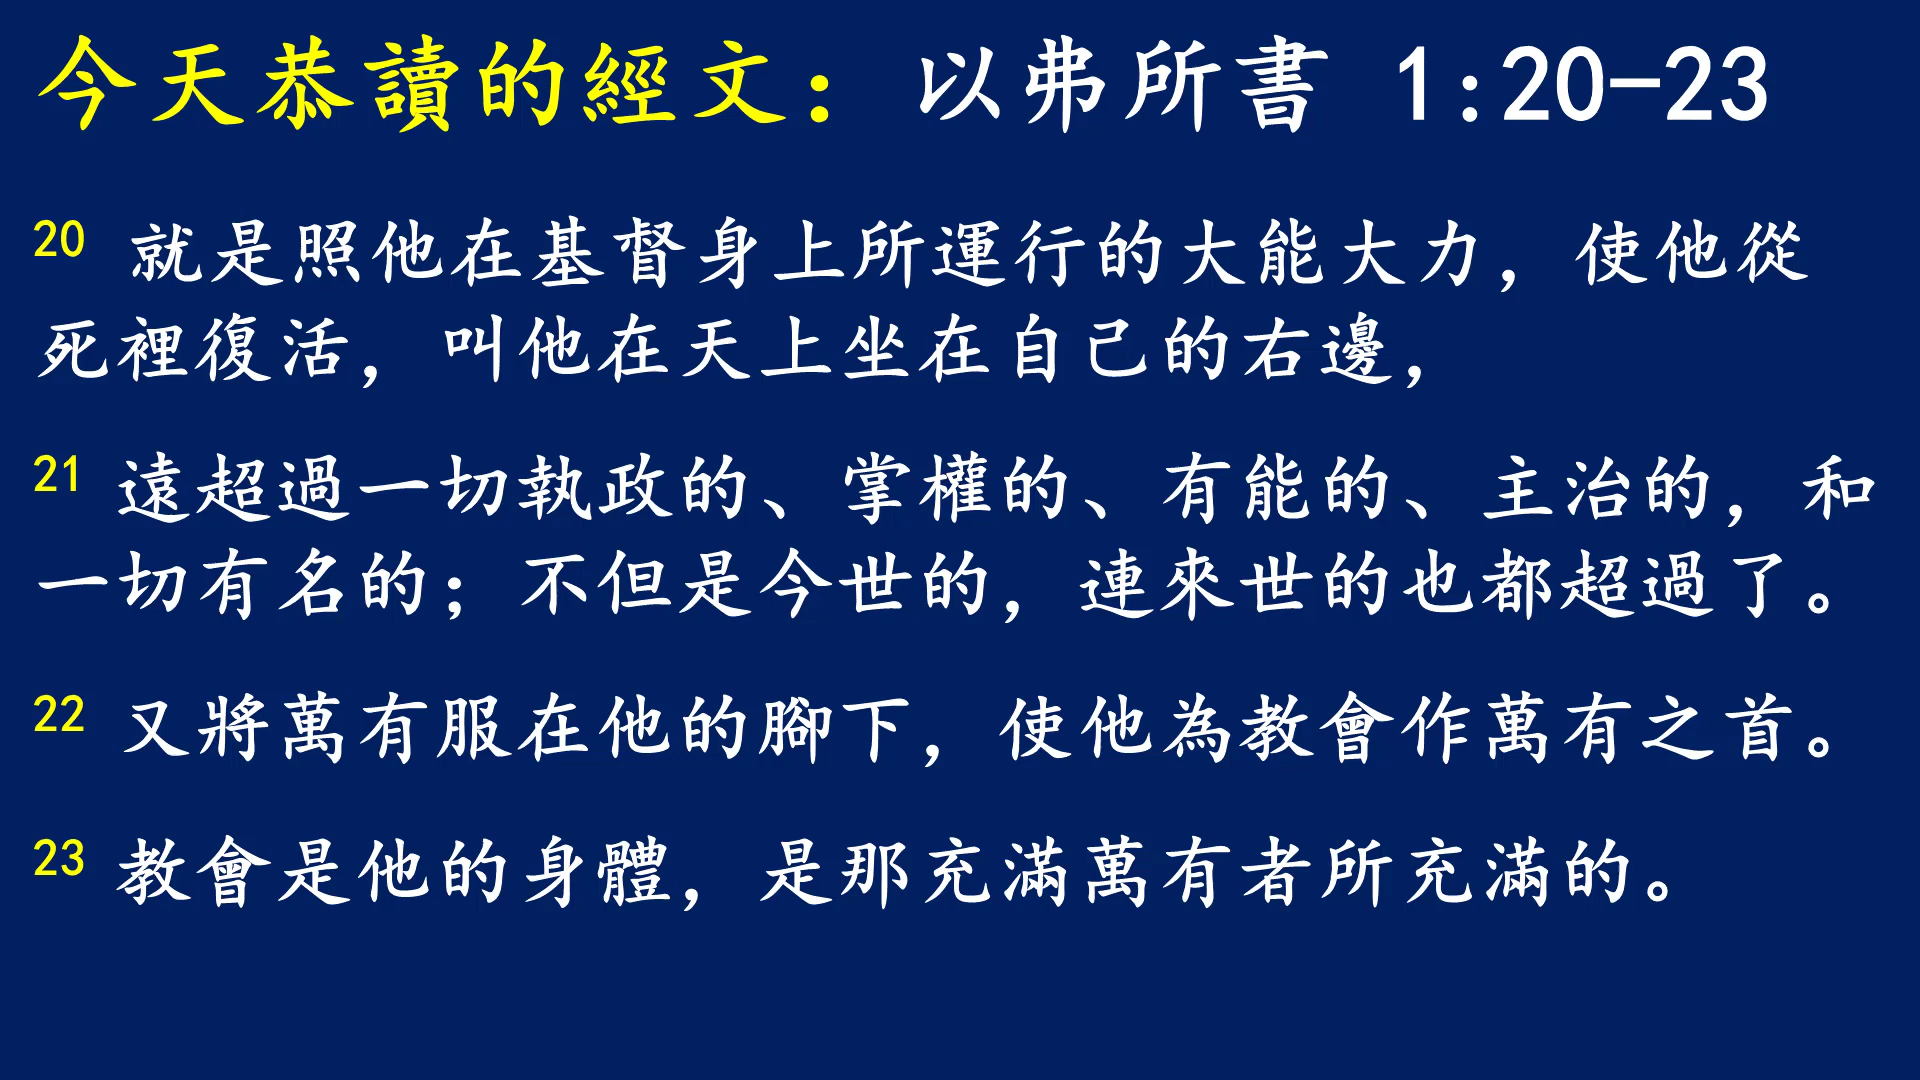 今天恭讀的經文：以弗所書 1:20-23
20 就是照他在基督身上所運行的大能大力，使他從
死裡復活，叫他在天上坐在自己的右邊，
21 遠超過一切執政的、掌權的、有能的、主治的，和
一切有名的；不但是今世的，連來世的也都超過了。
22 又將萬有服在他的腳下，使他為教會作萬有之首。
23 教會是他的身體，是那充滿萬有者所充滿的。